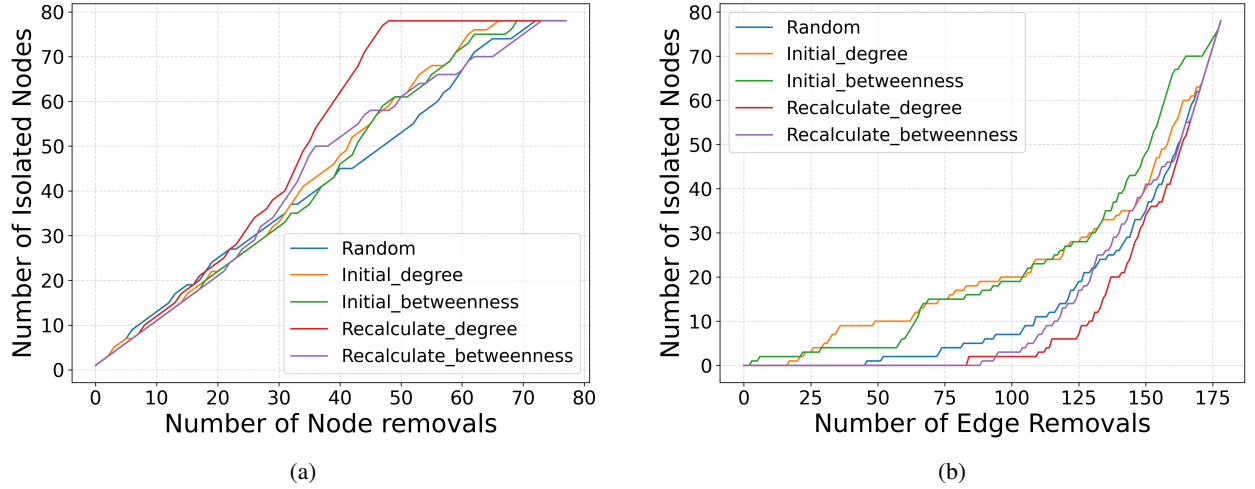 80
70
60
50
40
30
20
10
0
Number of Isolated Nodes
Random
Initial_degree
Initial_betweenness
Recalculate_degree
Recalculate_betweenness
0 10 20 30 40 50 60 70 80
Number of Node removals
(a)
80
70
60
50
40
30
20
10
0
Number of Isolated Nodes
Random
Initial_degree
Initial_betweenness
Recalculate_degree
Recalculate_betweenness
0 25 50 75 100 125 150 175
Number of Edge Removals
(b)